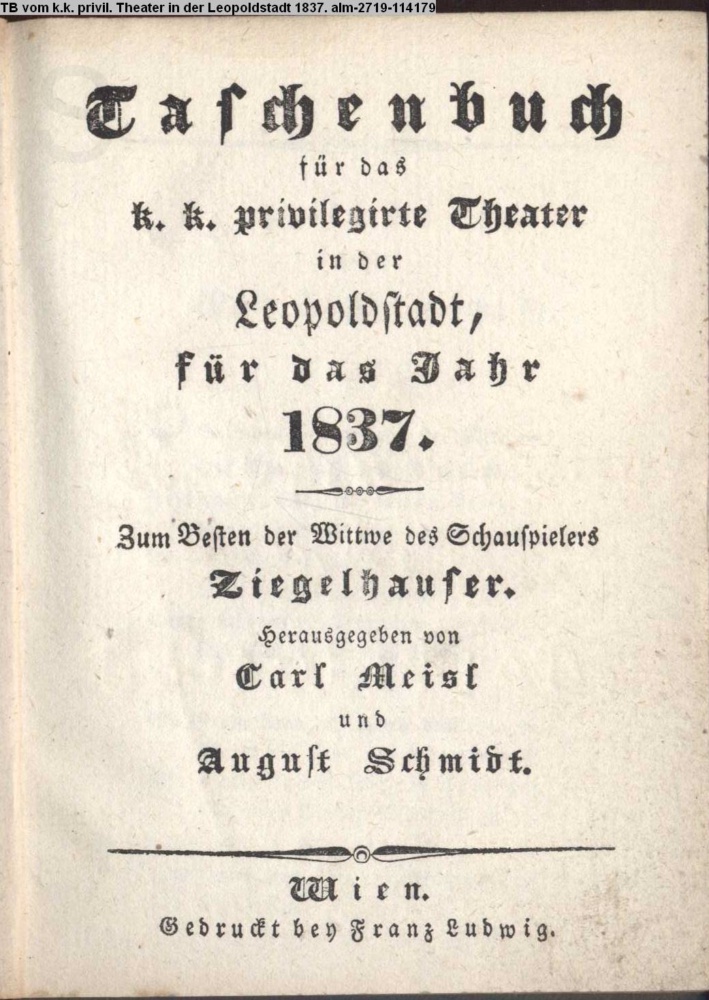 TB vom k.k. privil. Theater in der Leopoldstadt 1837. alm-2719-114179
Taschenbuch
für das
k. k. privilegirte Theater
in der
Leopoldstadt,
für das Jahr
1837.
Zum Besten der Wittwe des Schauspielers
Ziegelhauser.
Herausgegeben von
Carl Meisl
und
August Schmidt.
Wien.
Gedruckt bey Franz Ludwig.